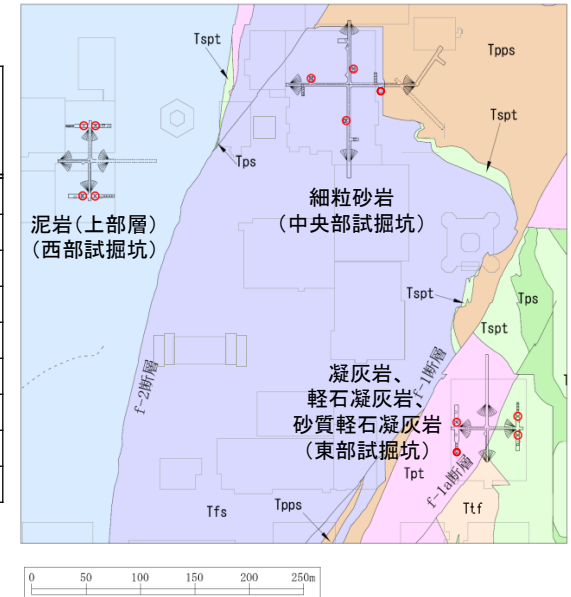 Tspt
Tpps
Tspt
Tps
細粒砂岩
(中央部試掘坑)
泥岩(上部層)
(西部試掘坑)
Tspt
Tps
Tspt
f-2断層
f-1断層
凝灰岩、
軽石凝灰岩、
砂質軽石凝灰岩
(東部試掘坑)
Tpt
f-1a断層
Tfs
Tpps
Ttf
0 50 100 150 200 250m